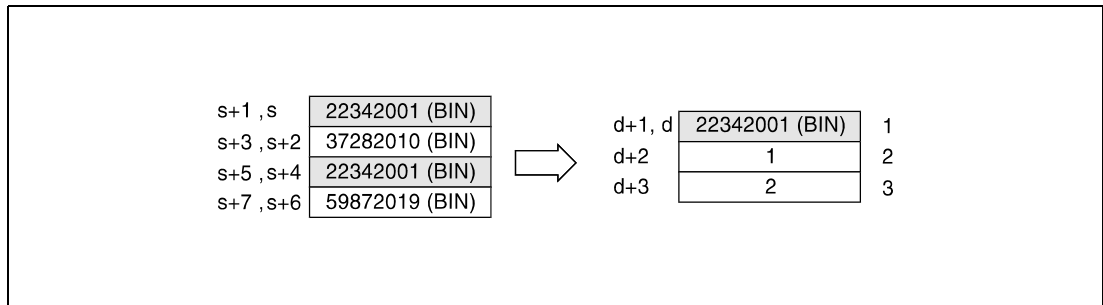 s+1 ,s 22342001 (BIN)
s+3 ,s+2 37282010 (BIN)
s+5 ,s+4 22342001 (BIN)
s+7 ,s+6 59872019 (BIN)
d+1, d 22342001 (BIN) 1
d+2 1 2
d+3 2 3